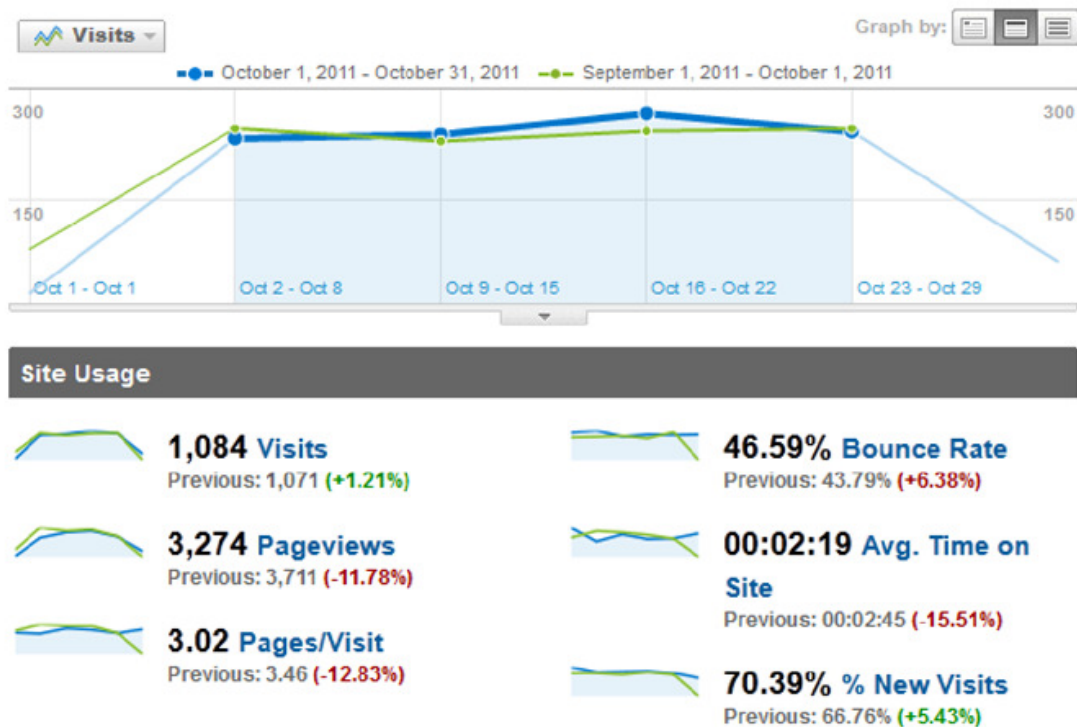 Visits
Graph by:
October 1, 2011 - October 31, 2011 September 1, 2011 - October 1, 2011
300 300
150 150
Oct 1 - Oct 1 Oct 2 - Oct 8 Oct 9 - Oct 15 Oct 16 - Oct 22 Oct 23 - Oct 29
Site Usage
1,084 Visits
Previous: 1,071 (+1.21%)
3,274 Pageviews
Previous: 3,711 (-11.78%)
3.02 Pages/Visit
Previous: 3.46 (-12.83%)
46.59% Bounce Rate
Previous: 43.79% (+6.38%)
00:02:19 Avg. Time on
Site
Previous: 00:02:45 (-15.51%)
70.39% % New Visits
Previous: 66.76% (+5.43%)